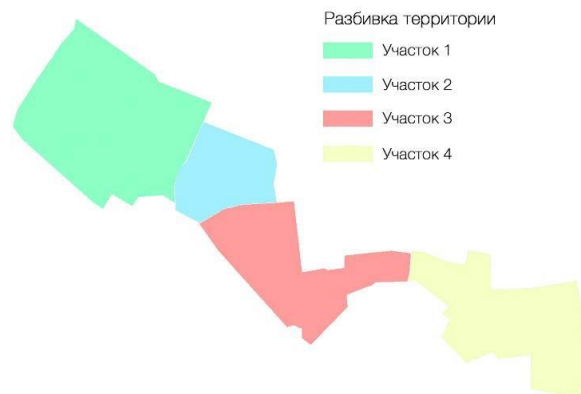 Разбивка территории
Участок 1
Участок 2
Участок 3
Участок 4